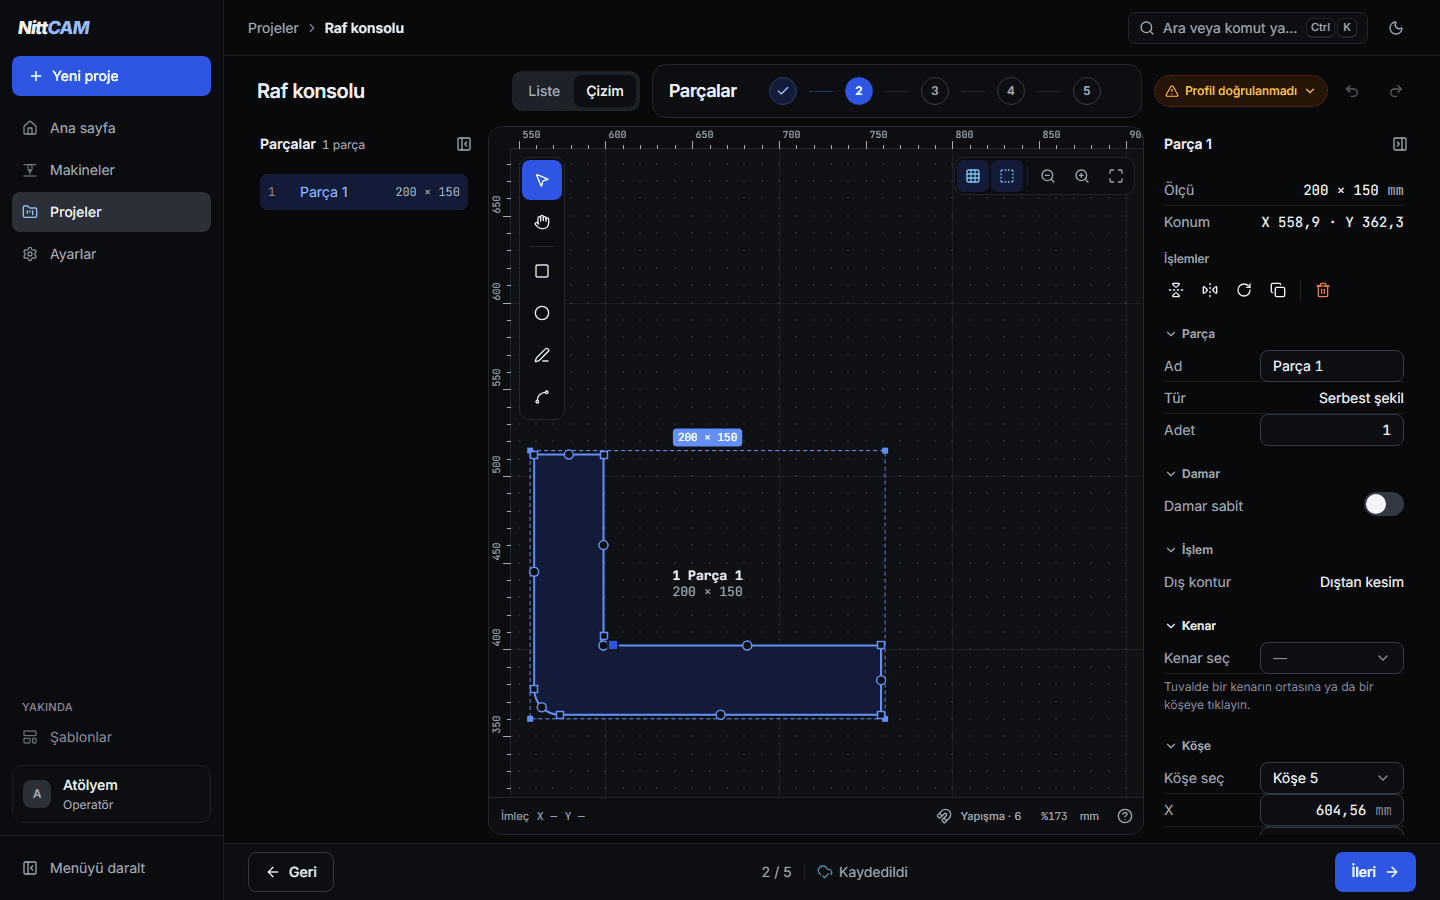 NittCAM
Yeni proje
Ana sayfa
Makineler
Projeler
Ayarlar
YAKINDA
Şablonlar
A
Atölyem
Operatör
Menüyü daralt
Projeler
Raf konsolu
Ara veya komut ya...
Ctrl
K
Raf konsolu
Liste
Çizim
Parçalar
2
3
4
5
Profil doğrulanmadı
Parçalar 1 parça
1 Parça 1 200 × 150
550 600 650 700 750 800 850 90
650
600
550
500
450
400
350
200 × 150
1 Parça 1
200 × 150
İmleç X — Y —
Yapışma · 6
%173
mm
Parça 1
Ölçü 200 × 150 mm
Konum X 558,9 · Y 362,3
İşlemler
Parça
Ad Parça 1
Tür Serbest şekil
Adet 1
Damar
Damar sabit
İşlem
Dış kontur Dıştan kesim
Kenar
Kenar seç —
Tuvalde bir kenarın ortasına ya da bir
köşeye tıklayın.
Köşe
Köşe seç Köşe 5
X 604,56 mm
Geri
2 / 5
Kaydedildi
İleri